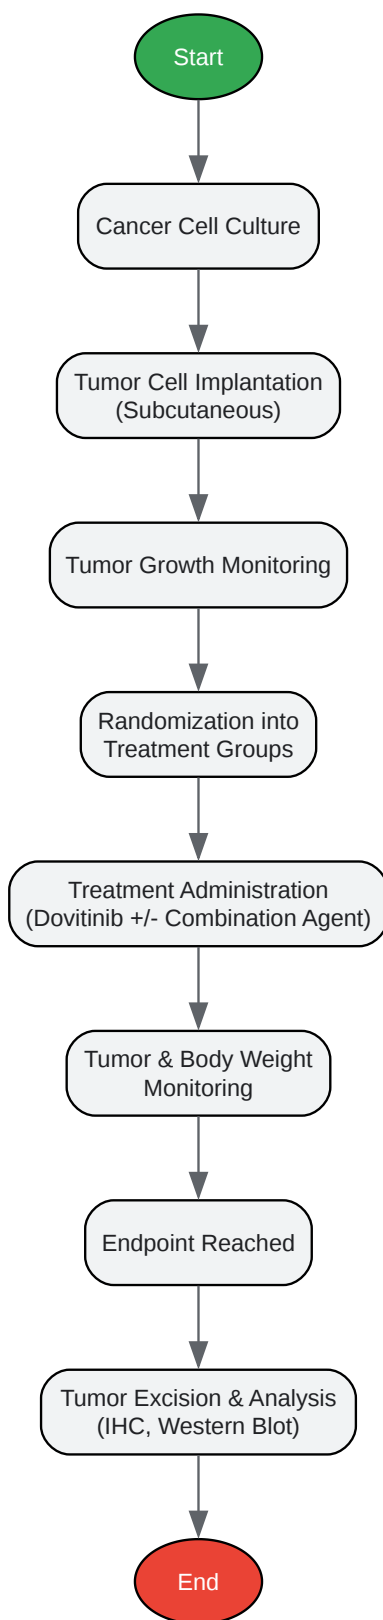 Start
Cancer Cell Culture
Tumor Cell Implantation
(Subcutaneous)
Tumor Growth Monitoring
Randomization into
Treatment Groups
Treatment Administration
(Dovitinib +/- Combination Agent)
Tumor & Body Weight
Monitoring
Endpoint Reached
Tumor Excision & Analysis
(IHC, Western Blot)
End